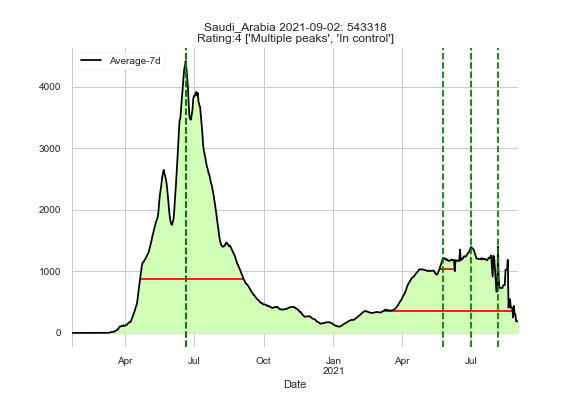 Saudi_Arabia 2021-09-02: 543318
Rating:4 ['Multiple peaks', 'In control']
Average-7d
4000
3000
2000
1000
0
Apr Jul Oct Jan Apr Jul
2021
Date